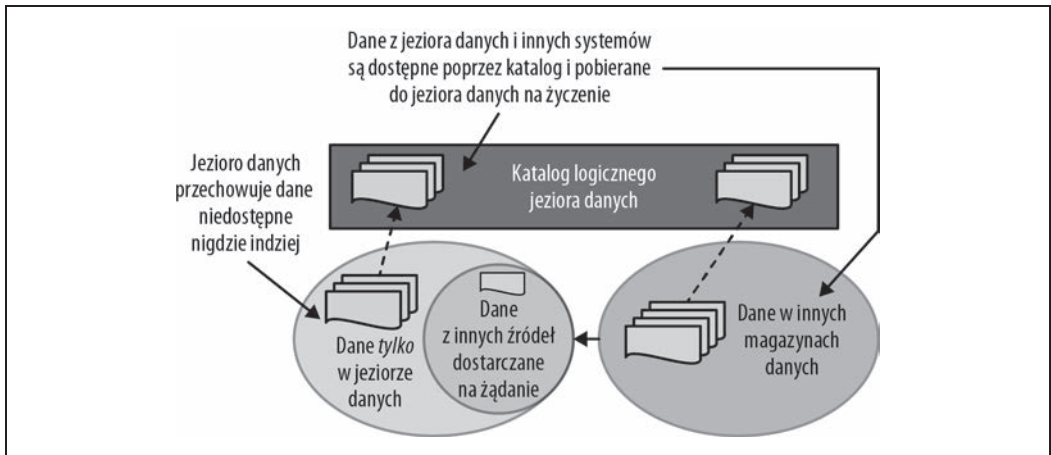 Dane z jeziora danych i innych systemów
są dostępne poprzez katalog i pobierane
do jeziora danych na życzenie
Jezioro danych
przechowuje dane
niedostępne
nigdzie indziej
Katalog logicznego
jeziora danych
Dane tylko
w jeziorze
danych
Dane
z innych źródeł
dostarczane
na żądanie
Dane w innych
magazynach
danych